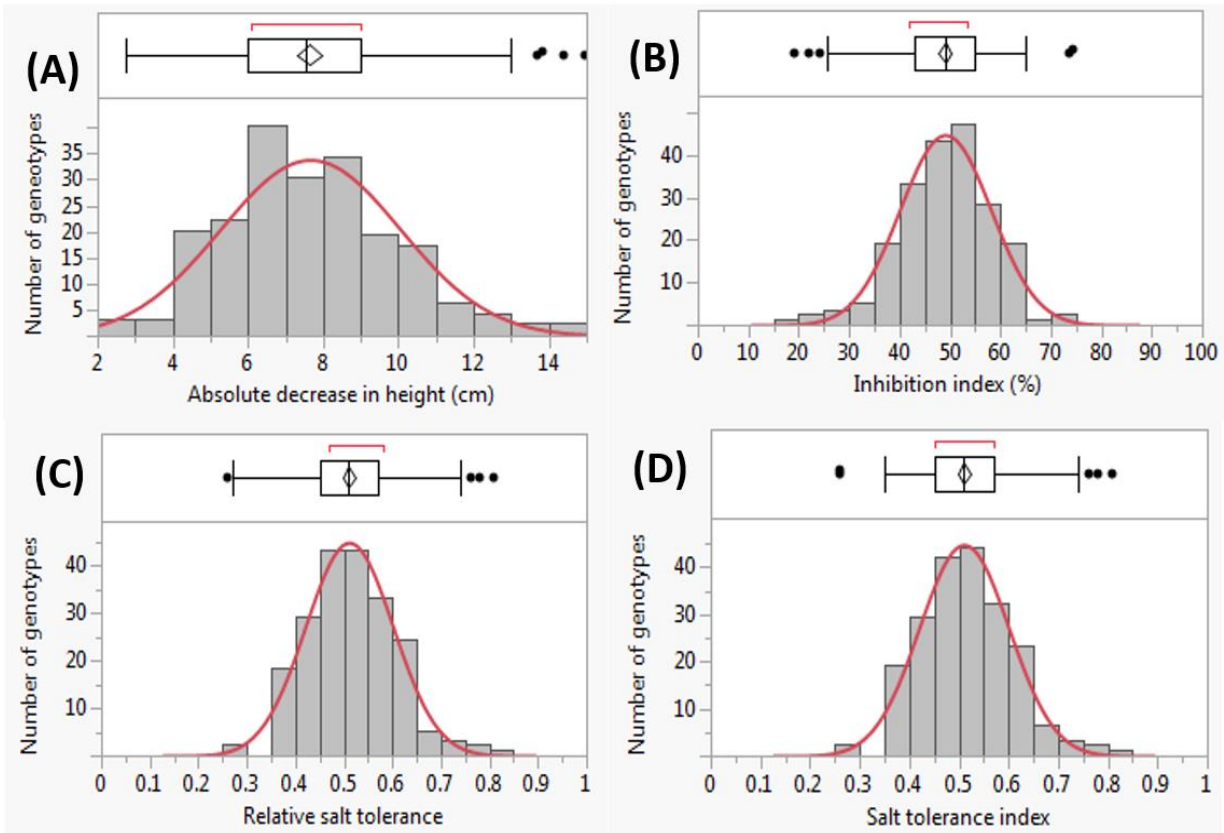 (A)
Number of geneotypes
35
30
25
20
15
10
5
2 4 6 8 10 12 14
Absolute decrease in height (cm)
(B)
Number of genotypes
40
30
20
10
0 10 20 30 40 50 60 70 80 90 100
Inhibition index (%)
(C)
Number of genotypes
40
30
20
10
0 0.1 0.2 0.3 0.4 0.5 0.6 0.7 0.8 0.9 1
Relative salt tolerance
(D)
Number of genotypes
40
30
20
10
0 0.1 0.2 0.3 0.4 0.5 0.6 0.7 0.8 0.9 1
Salt tolerance index